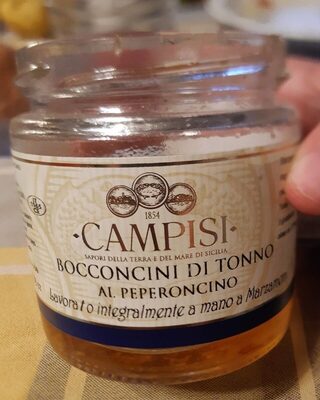 1854
CAMPISI
SAPORI DELLA TERRA E DEL MARE DI SICILIA
BOCCONCINI DI TONNO
AL PEPERONCINO
Lavorato integralmente a mano a Marzamemi